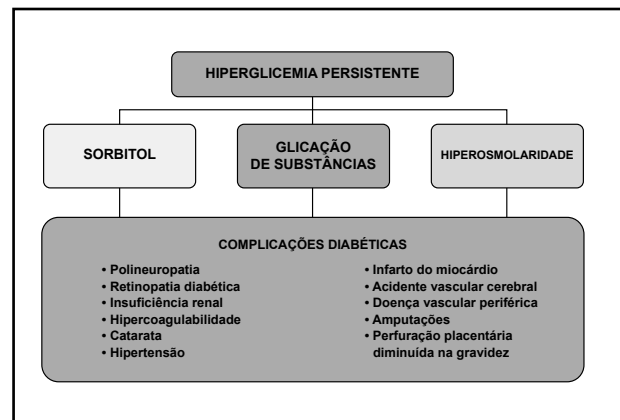 HIPERGLICEMIA PERSISTENTE
SORBITOL
GLICAÇÃO
DE SUBSTÂNCIAS
HIPEROSMOLARIDADE
COMPLICAÇÕES DIABÉTICAS
• Polineuropatia
• Retinopatia diabética
• Insuficiência renal
• Hipercoagulabilidade
• Catarata
• Hipertensão
• Infarto do miocárdio
• Acidente vascular cerebral
• Doença vascular periférica
• Amputações
• Perfuração placentária
diminuída na gravidez